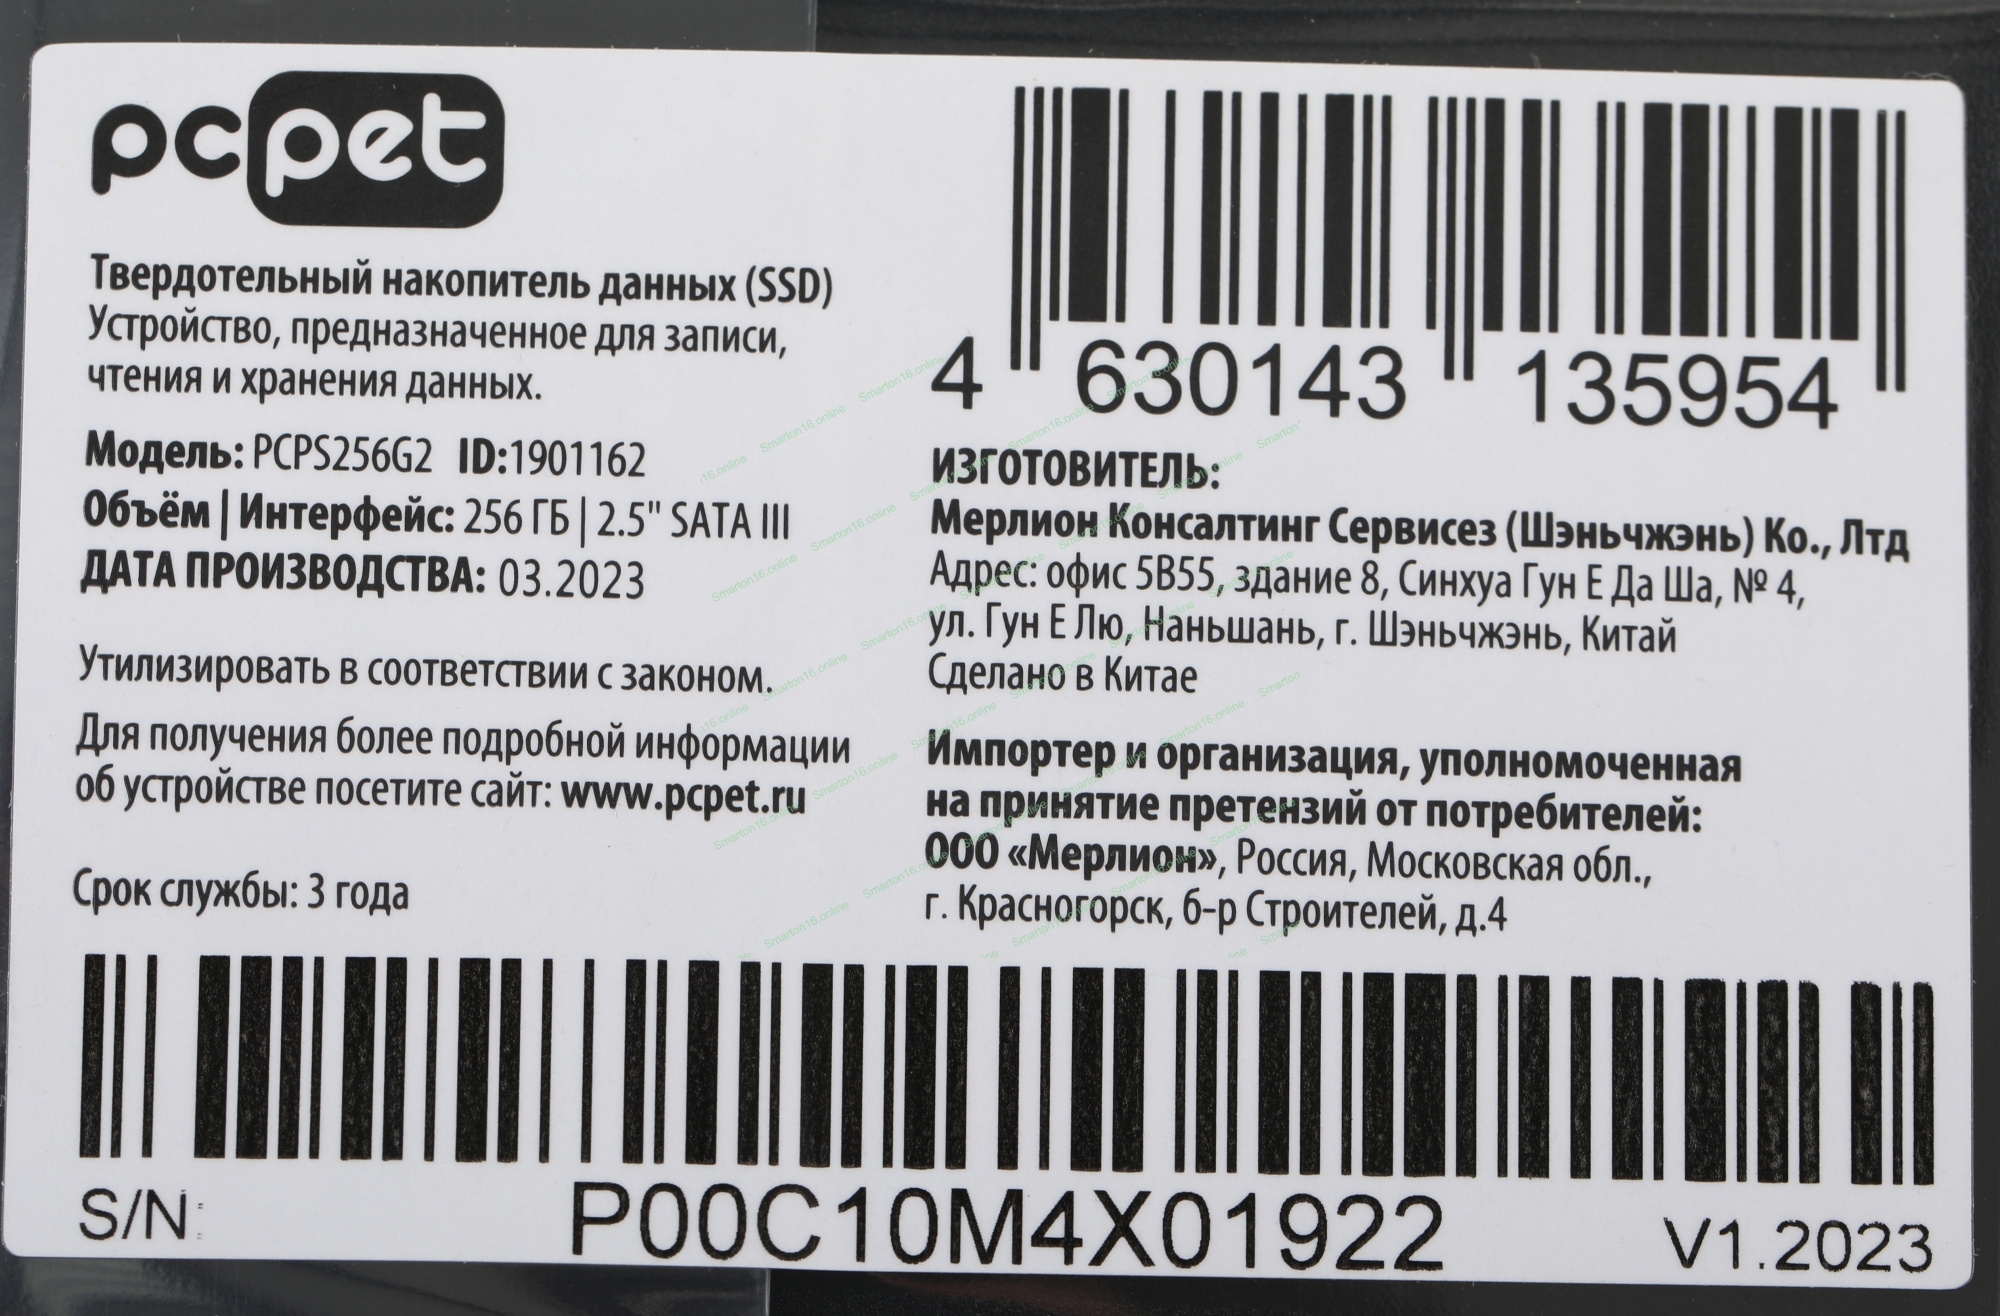 pcpet
Твердотельный накопитель данных (SSD)
Устройство, предназначенное для записи,
чтения и хранения данных.
Модель: PCPS256G2 ID:1901162
Объём | Интерфейс: 256 ГБ | 2.5" SATA III
ДАТА ПРОИЗВОДСТВА: 03.2023
Утилизировать в соответствии с законом.
Для получения более подробной информации
об устройстве посетите сайт: www.pcpet.ru
Срок службы: 3 года
4 630143 135954
ИЗГОТОВИТЕЛЬ:
Мерлион Консалтинг Сервисез (Шэньчжэнь) Ко., Лтд
Адрес: офис 5B55, здание 8, Синхуа Гун Е Да Ша, № 4,
ул. Гун Е Лю, Наньшань, г. Шэньчжэнь, Китай
Сделано в Китае
Импортер и организация, уполномоченная
на принятие претензий от потребителей:
ООО «Мерлион», Россия, Московская обл.,
г. Красногорск, б-р Строителей, д.4
S/N: P00C10M4X01922 V1.2023
Smarton16.online